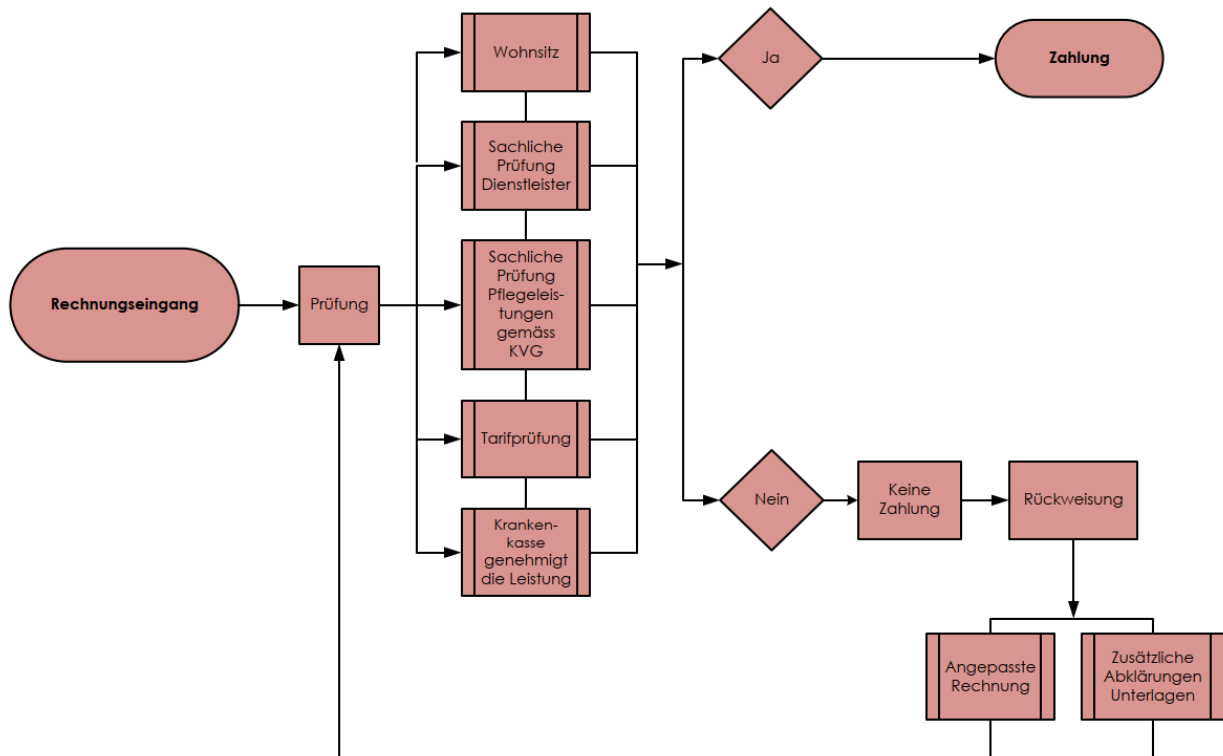 Rechnungseingang
Prüfung
Wohnsitz
Sachliche
Prüfung
Dienstleister
Sachliche
Prüfung
Pflegeleis-
tungen
gemäss
KVG
Tarifprüfung
Kranken-
kasse
genehmigt
die Leistung
Ja
Zahlung
Nein
Keine
Zahlung
Rückweisung
Angepasste
Rechnung
Zusätzliche
Abklärungen
Unterlagen